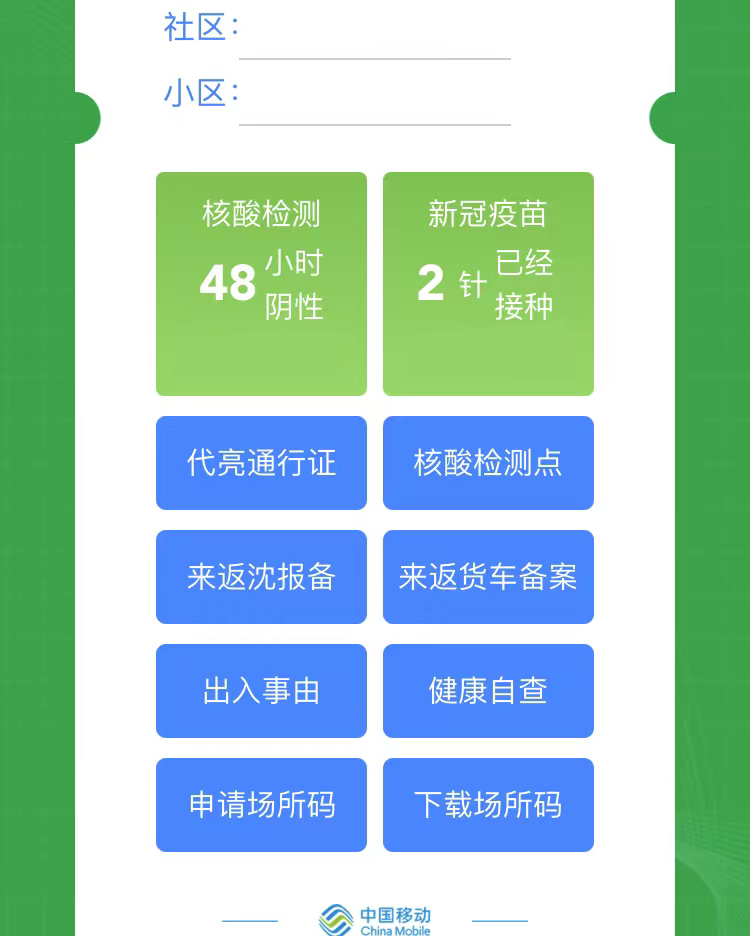 社区：
小区：
核酸检测
48 小时
阴性
新冠疫苗
2 针 已经
接种
代亮通行证
核酸检测点
来返沈报备
来返货车备案
出入事由
健康自查
申请场所码
下载场所码
中国移动
China Mobile